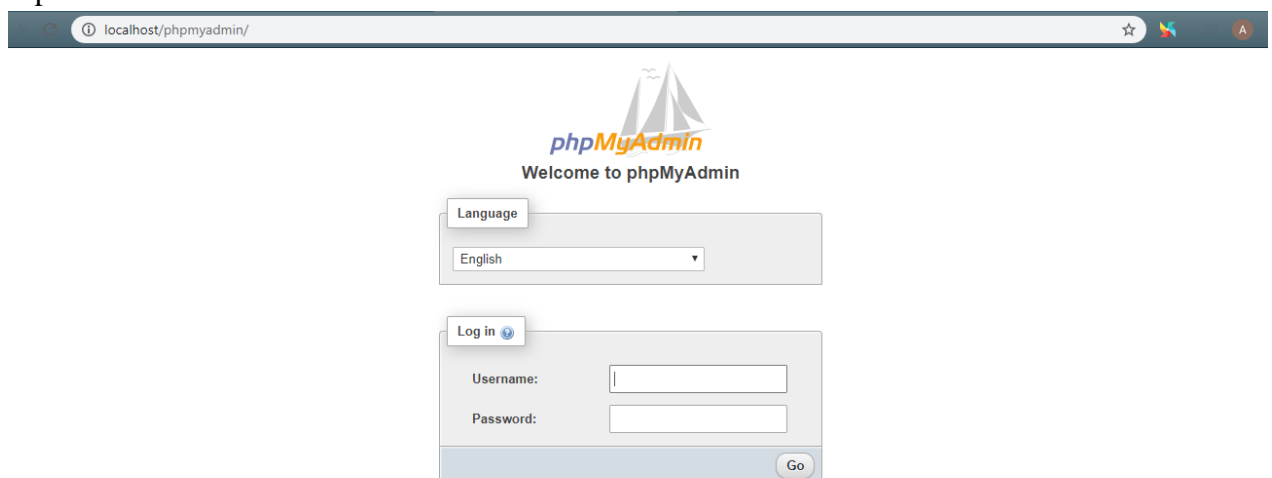 localhost/phpmyadmin/
A
phpMyAdmin
Welcome to phpMyAdmin
Language
English
Log in
Username:
Password:
Go